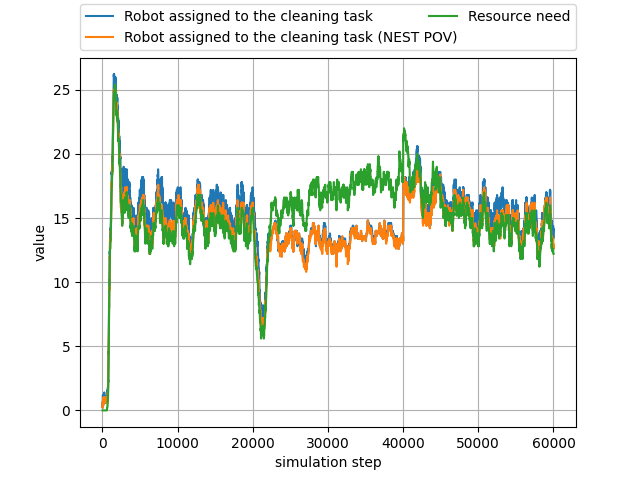 Robot assigned to the cleaning task
Robot assigned to the cleaning task (NEST POV)
Resource need
value
25
20
15
10
5
0
0 10000 20000 30000 40000 50000 60000
simulation step